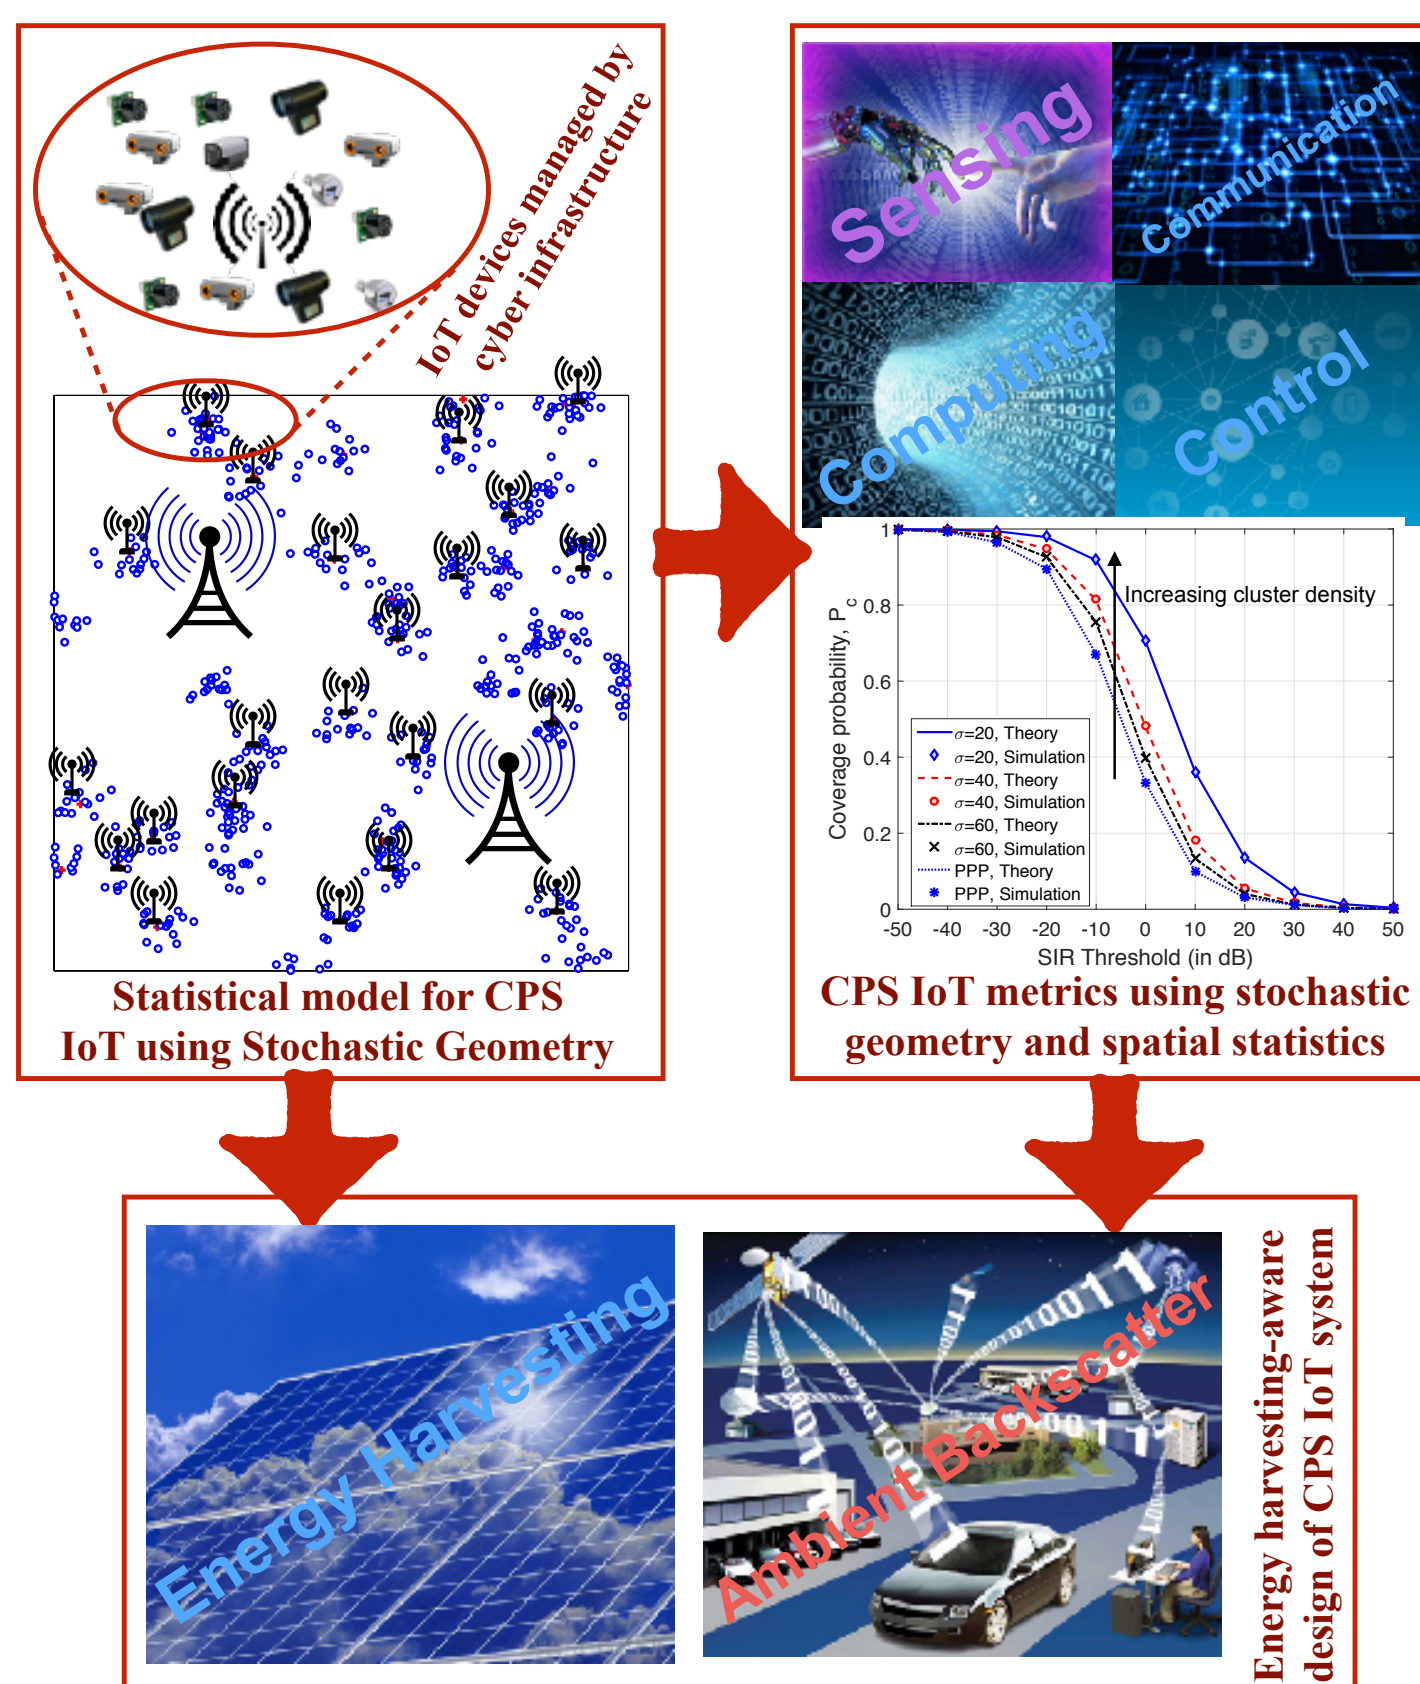 IoT devices managed by
cyber infrastructure
Statistical model for CPS
IoT using Stochastic Geometry
Sensing
Communication
Computing
Control
Increasing cluster density
Coverage probability, P_c
1
0.8
0.6
0.4
0.2
0
σ=20, Theory
σ=20, Simulation
σ=40, Theory
σ=40, Simulation
σ=60, Theory
σ=60, Simulation
PPP, Theory
PPP, Simulation
-50 -40 -30 -20 -10 0 10 20 30 40 50
SIR Threshold (in dB)
CPS IoT metrics using stochastic
geometry and spatial statistics
Energy Harvesting
Ambient Backscatter
Energy harvesting-aware
design of CPS IoT system